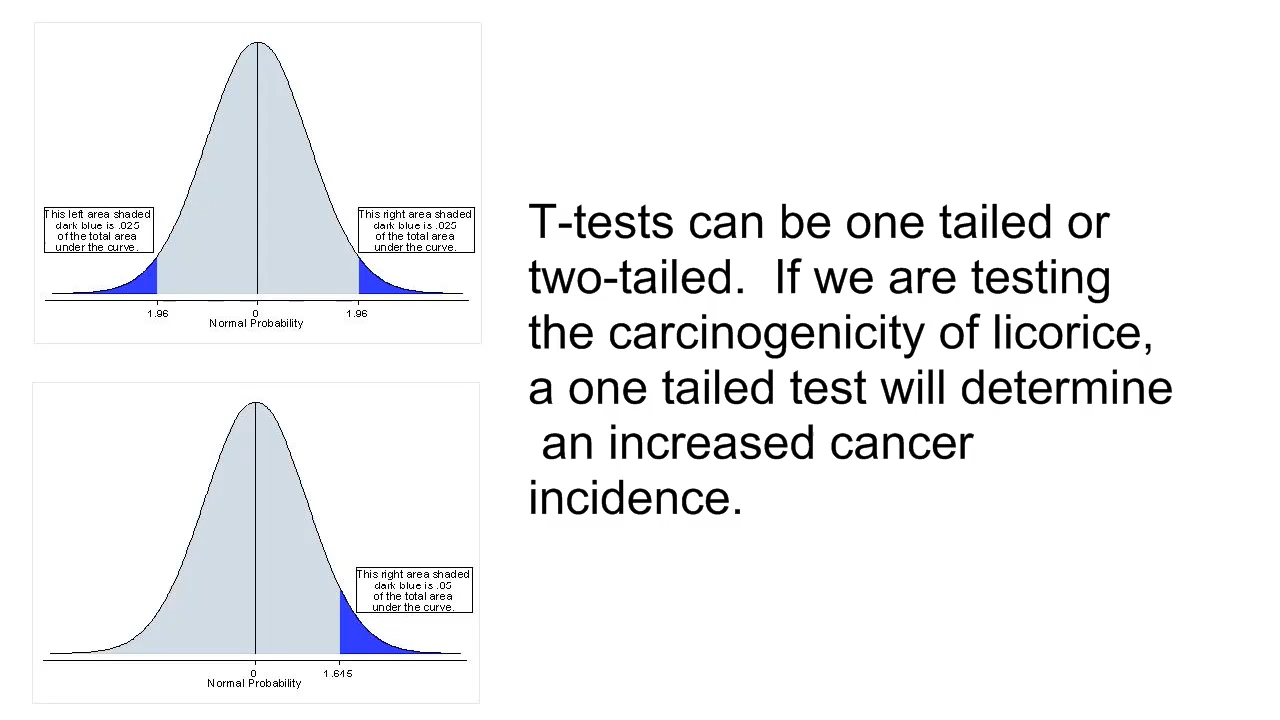 This left area shaded
dark blue is .025
of the total area
under the curve.
This right area shaded
dark blue is .025
of the total area
under the curve.
1.96
0
1.96
Normal Probability
This right area shaded
dark blue is .05
of the total area
under the curve.
0
1.645
Normal Probability
T-tests can be one tailed or
two-tailed.  If we are testing
the carcinogenicity of licorice,
a one tailed test will determine
an increased cancer
incidence.